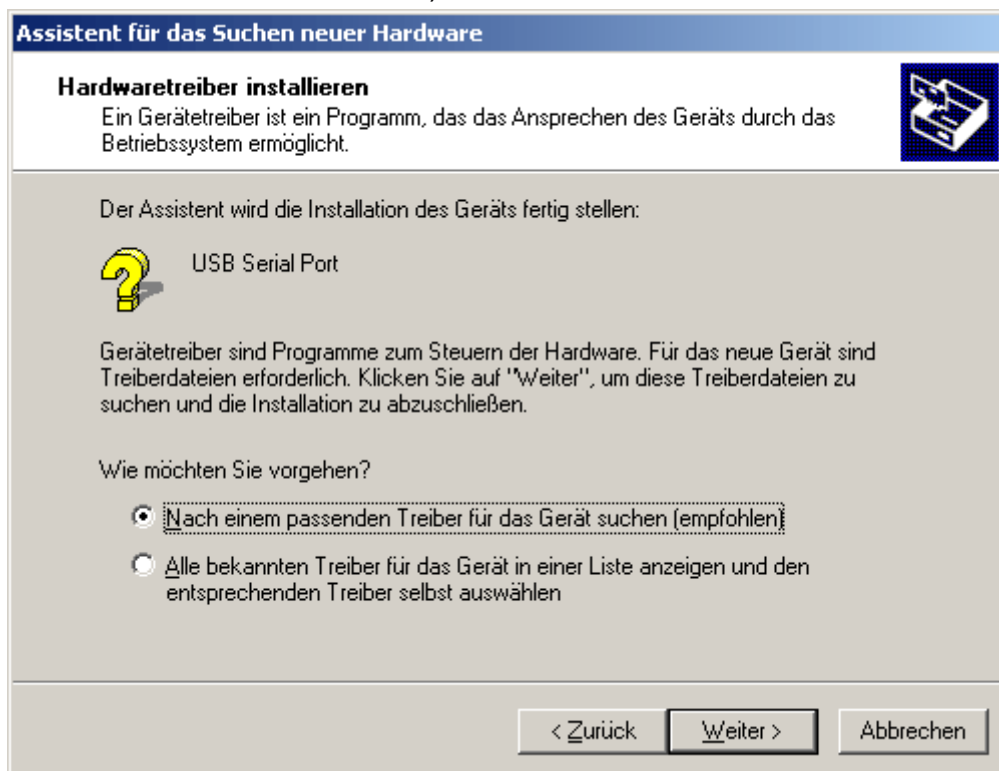 Assistent für das Suchen neuer Hardware
Hardwaretreiber installieren
Ein Gerätetreiber ist ein Programm, das das Ansprechen des Geräts durch das
Betriebssystem ermöglicht.
Der Assistent wird die Installation des Geräts fertig stellen:
USB Serial Port
Gerätetreiber sind Programme zum Steuern der Hardware. Für das neue Gerät sind
Treiberdateien erforderlich. Klicken Sie auf "Weiter", um diese Treiberdateien zu
suchen und die Installation zu abzuschließen.
Wie möchten Sie vorgehen?
Nach einem passenden Treiber für das Gerät suchen (empfohlen)
Alle bekannten Treiber für das Gerät in einer Liste anzeigen und den
entsprechenden Treiber selbst auswählen
< Zurück Weiter > Abbrechen